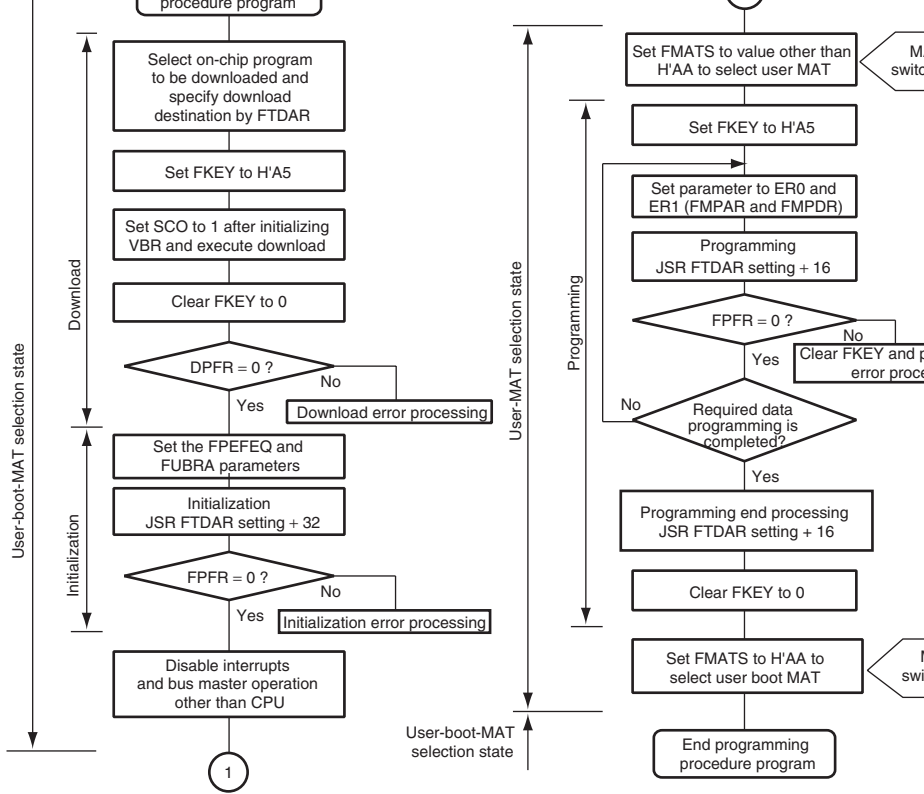 procedure program
Select on-chip program
to be downloaded and
specify download
destination by FTDAR
Set FKEY to H'A5
Set SCO to 1 after initializing
VBR and execute download
Clear FKEY to 0
DPFR = 0 ?
No
Yes
Download error processing
Download
Set the FPEFEQ and
FUBRA parameters
Initialization
JSR FTDAR setting + 32
FPFR = 0 ?
No
Yes
Initialization error processing
Initialization
Disable interrupts
and bus master operation
other than CPU
1
User-boot-MAT selection state
Set FMATS to value other than
H'AA to select user MAT
Set FKEY to H'A5
Set parameter to ER0 and
ER1 (FMPAR and FMPDR)
Programming
JSR FTDAR setting + 16
FPFR = 0 ?
No
Yes
Clear FKEY and
error
No
Required data
programming is
completed?
Yes
Programming end processing
JSR FTDAR setting + 16
Clear FKEY to 0
Programming
Set FMATS to H'AA to
select user boot MAT
User-MAT selection state
User-boot-MAT
selection state
End programming
procedure program